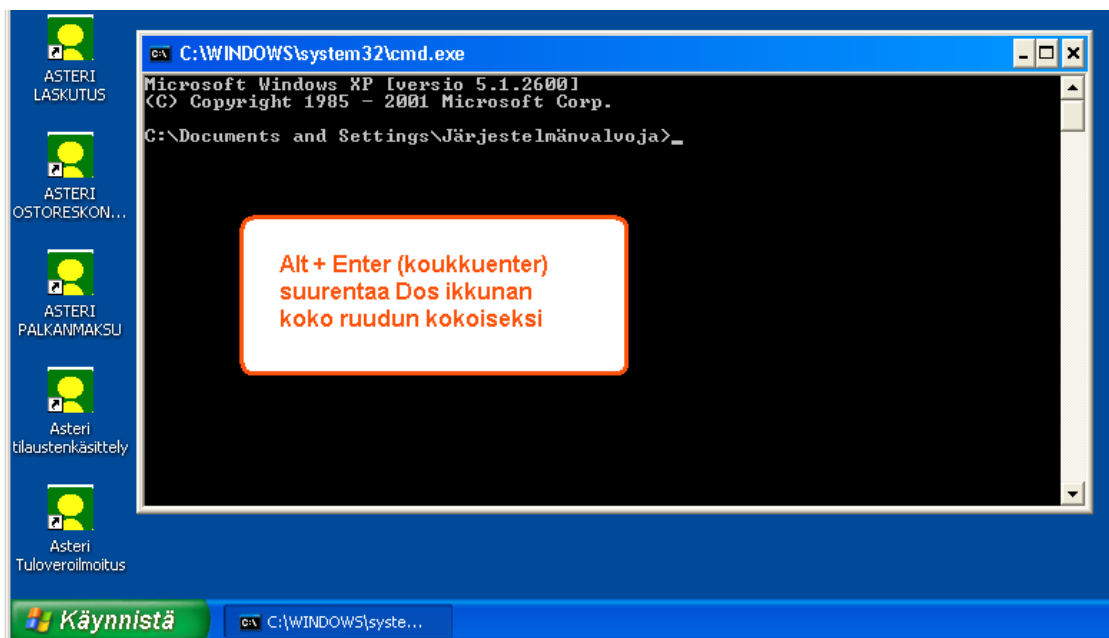 ASTERI
LASKUTUS
ASTERI
OSTORESKON...
ASTERI
PALKANMAKSU
Asteri
tilaustenkäsittely
Asteri
Tuloveroilmoitus
C:\WINDOWS\system32\cmd.exe
Microsoft Windows XP [versio 5.1.2600]
(C) Copyright 1985 - 2001 Microsoft Corp.
C:\Documents and Settings\Järjestelmänvalvoja>_
Alt + Enter (koukkuenter)
suurentaa Dos ikkunan
koko ruudun kokoiseksi
Käynnistä
C:\WINDOWS\syste...